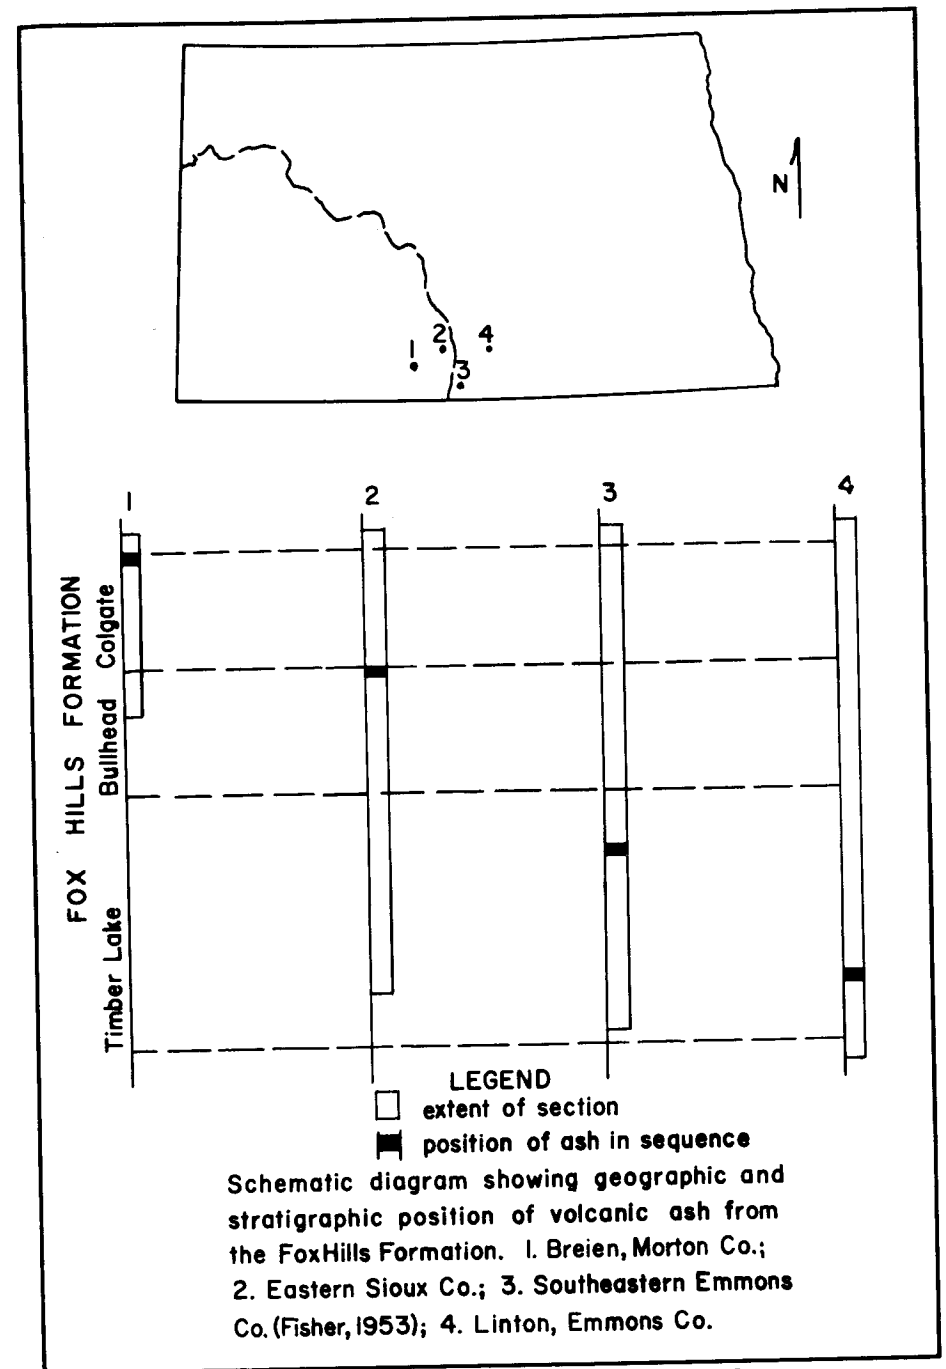 N
2
4
1
3
1
2
3
4
FOX HILLS FORMATION
Colgate
Bullhead
Timber Lake
LEGEND
extent of section
position of ash in sequence
Schematic diagram showing geographic and
stratigraphic position of volcanic ash from
the FoxHills Formation. 1. Breien, Morton Co.;
2. Eastern Sioux Co.; 3. Southeastern Emmons
Co. (Fisher, 1953); 4. Linton, Emmons Co.